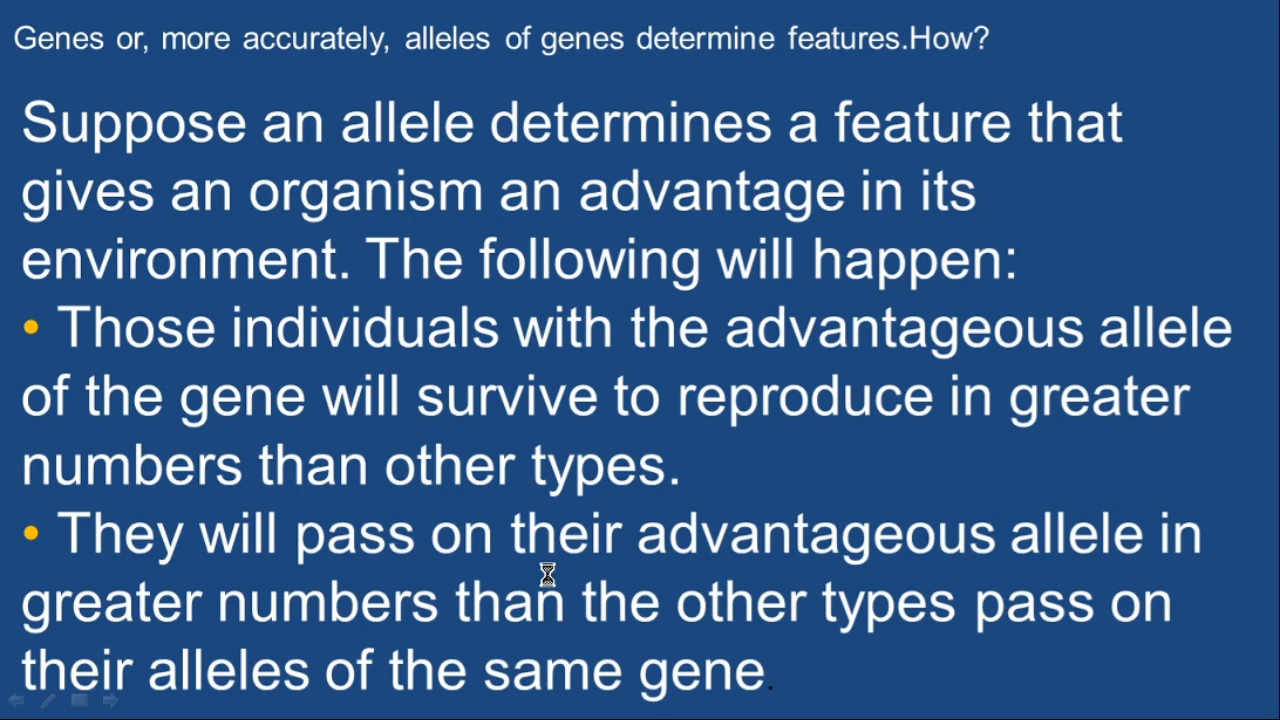 Genes or, more accurately, alleles of genes determine features.How?
Suppose an allele determines a feature that
gives an organism an advantage in its
environment. The following will happen:
• Those individuals with the advantageous allele
of the gene will survive to reproduce in greater
numbers than other types.
• They will pass on their advantageous allele in
greater numbers than the other types pass on
their alleles of the same gene.